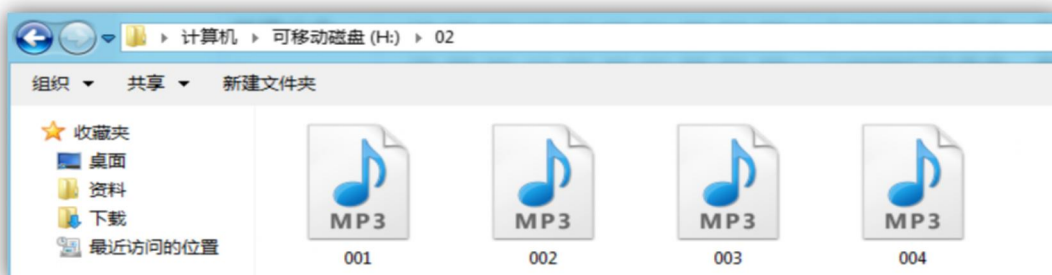 计算机 ▸ 可移动磁盘 (H:) ▸ 02
组织 共享 新建文件夹
收藏夹
桌面
资料
下载
最近访问的位置
MP3 MP3 MP3 MP3
001 002 003 004